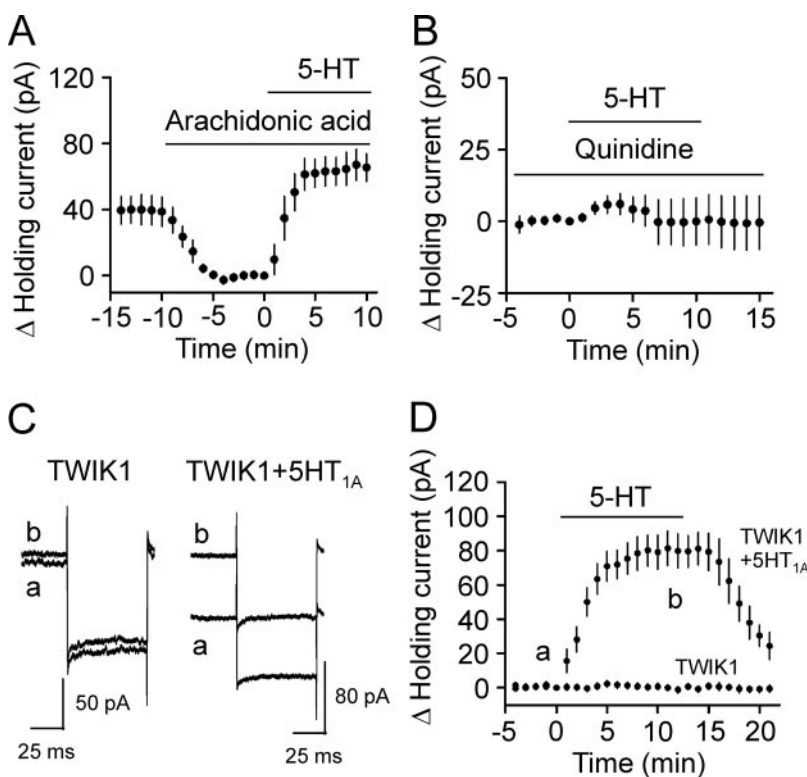 A
Δ Holding current (pA)
120
80
40
0
5-HT
Arachidonic acid
-15 -10 -5 0 5 10
Time (min)
B
Δ Holding current (pA)
50
25
0
-25
5-HT
Quinidine
0 5 10 15
Time (min)
C
TWIK1
b
a
50 pA
25 ms
TWIK1+5HT1A
b
a
80 pA
25 ms
D
Δ Holding current (pA)
100
80
60
40
20
0
5-HT
TWIK1
+5HT1A
a
b
TWIK1
-5 0 5 10 15 20
Time (min)